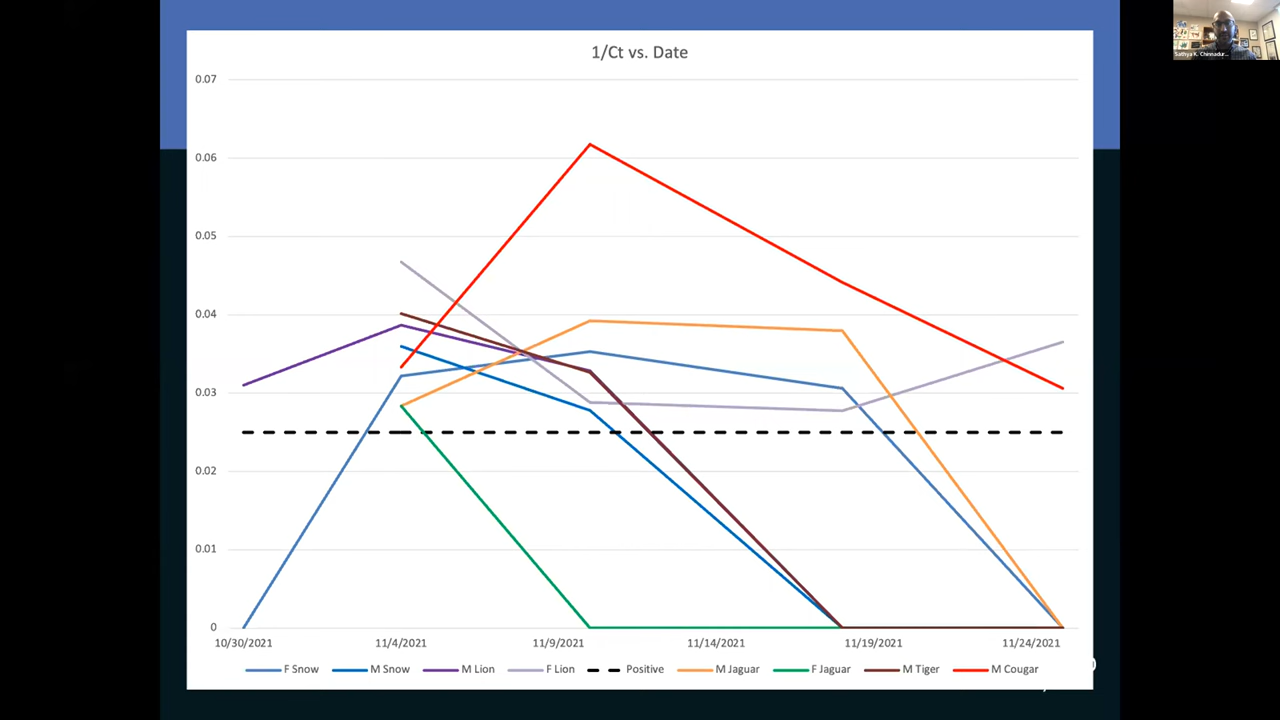 1/Ct vs. Date
0.07
0.06
0.05
0.04
0.03
0.02
0.01
0
10/30/2021 11/4/2021 11/9/2021 11/14/2021 11/19/2021 11/24/2021
F Snow M Snow M Lion F Lion Positive M Jaguar F Jaguar M Tiger M Cougar
Sathya K. Chinnadur...